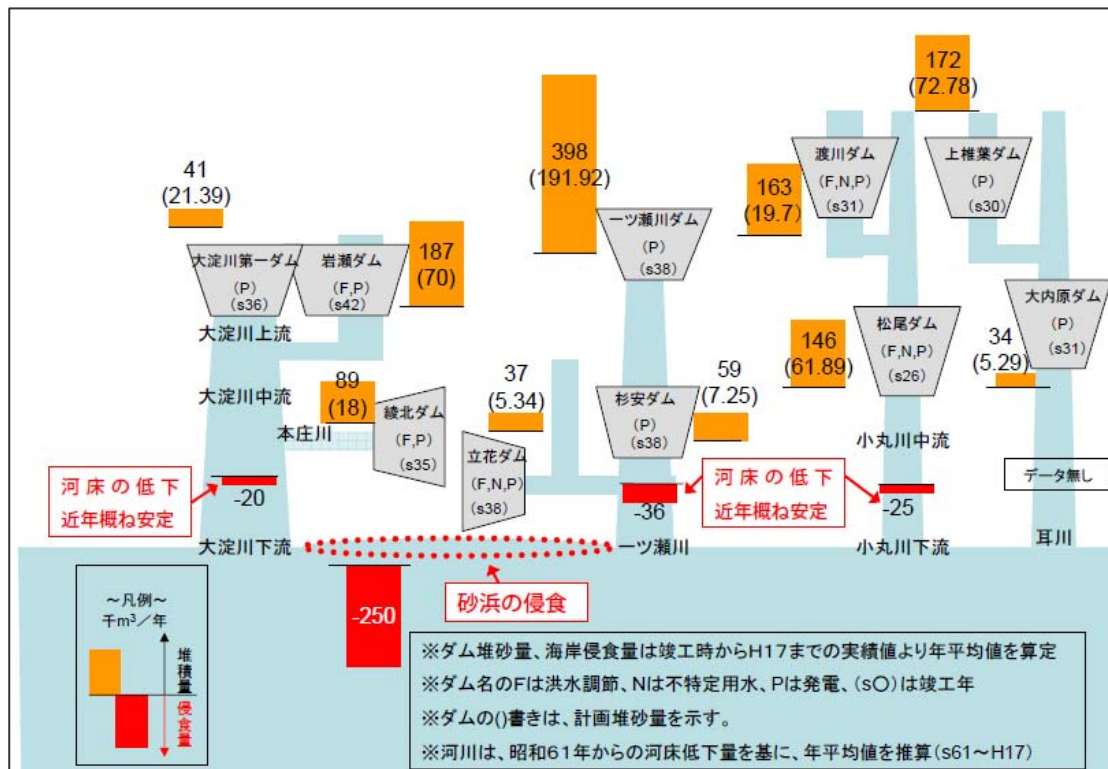 172
(72.78)
398
(191.92)
渡川ダム
(F,N,P)
(s31)
上椎葉ダム
(P)
(s30)
41
(21.39)
163
(19.7)
187
(70)
一ツ瀬川ダム
(P)
(s38)
大淀川第一ダム
(P)
(s36)
岩瀬ダム
(F,P)
(s42)
大内原ダム
(P)
(s31)
大淀川上流
松尾ダム
(F,N,P)
(s26)
146
(61.89)
34
(5.29)
89
(18)
37
(5.34)
59
(7.25)
大淀川中流
綾北ダム
(F,P)
(s35)
杉安ダム
(P)
(s38)
本庄川
立花ダム
(F,N,P)
(s38)
小丸川中流
河床の低下
近年概ね安定
-20
-36
河床の低下
近年概ね安定
-25
データ無し
大淀川下流
一ツ瀬川
小丸川下流
耳川
砂浜の侵食
-250
~凡例~
千m³/年
堆積量
侵食量
※ダム堆砂量、海岸侵食量は竣工時からH17までの実績値より年平均値を算定
※ダム名のFは洪水調節、Nは不特定用水、Pは発電、(s○)は竣工年
※ダムの()書きは、計画堆砂量を示す。
※河川は、昭和61年からの河床低下量を基に、年平均値を推算(s61~H17)